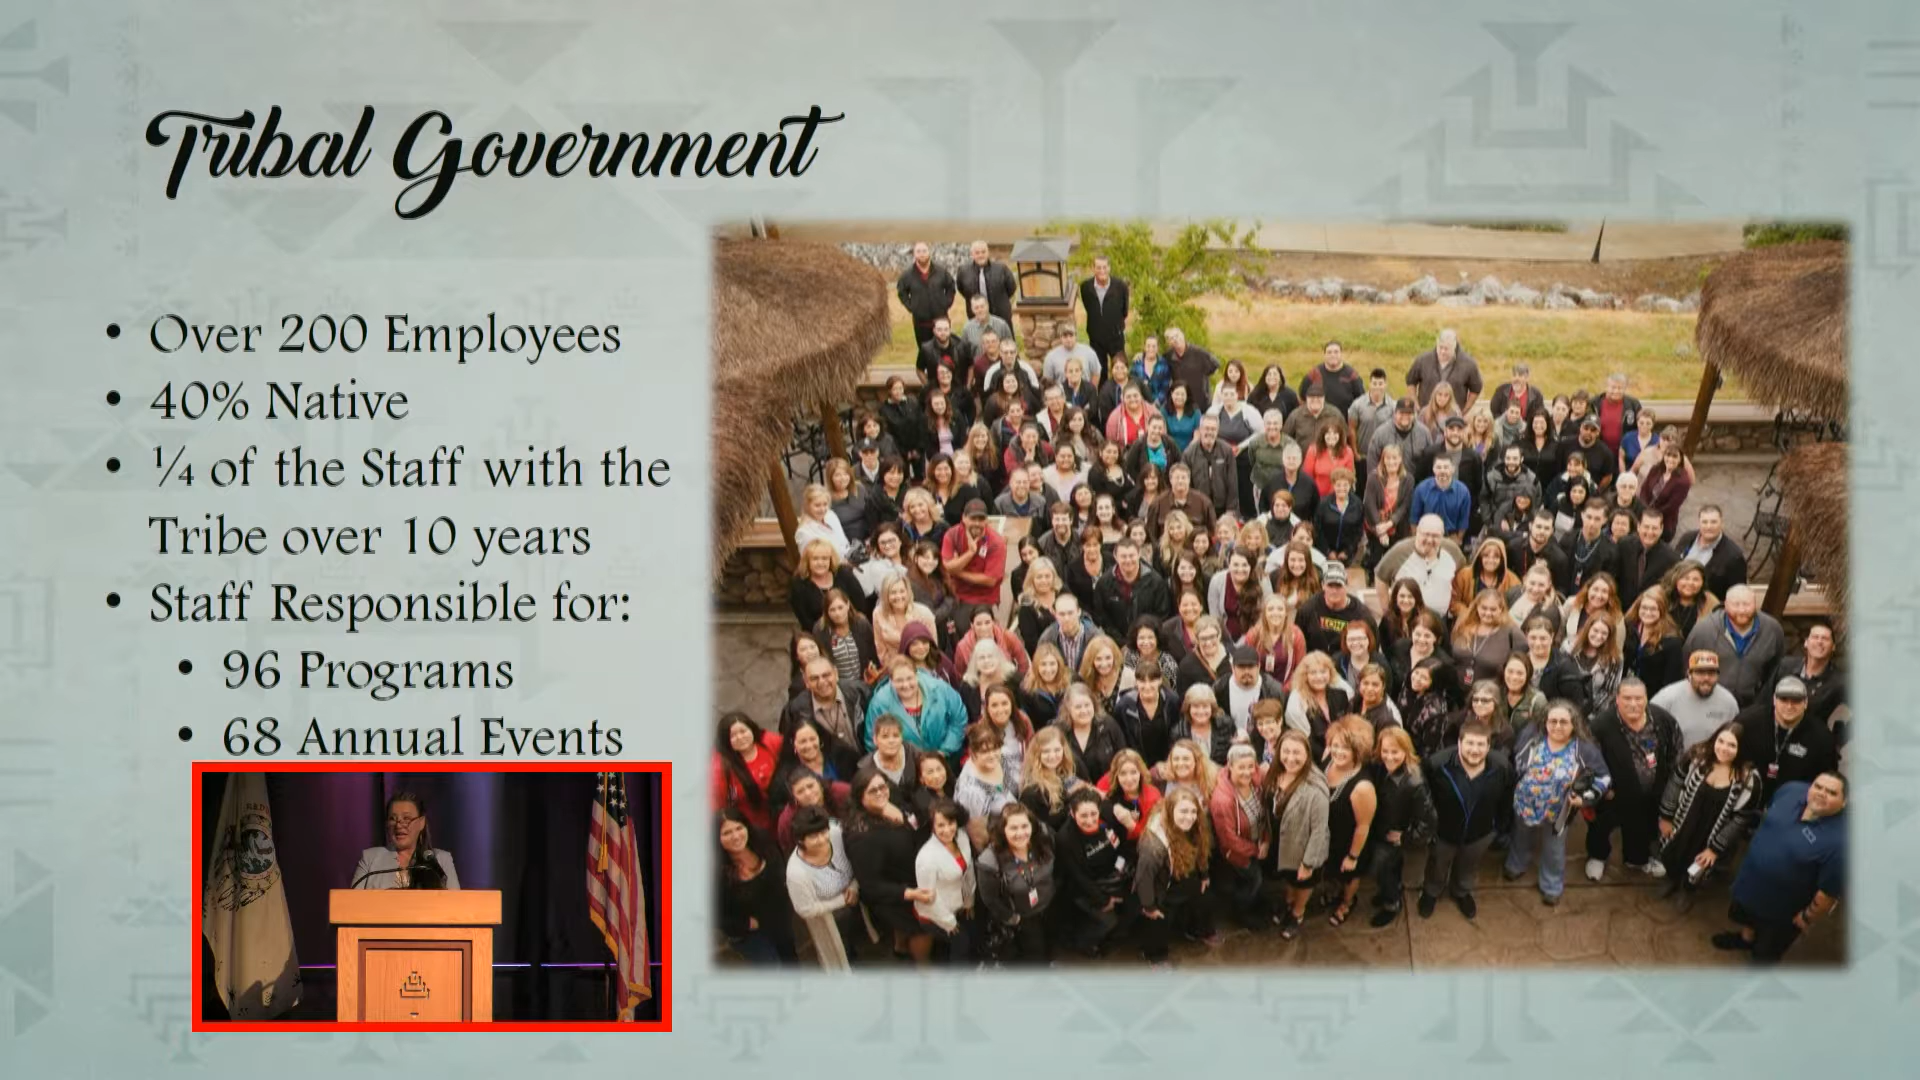 Tribal Government
• Over 200 Employees
• 40% Native
• ¼ of the Staff with the
Tribe over 10 years
• Staff Responsible for:
• 96 Programs
• 68 Annual Events